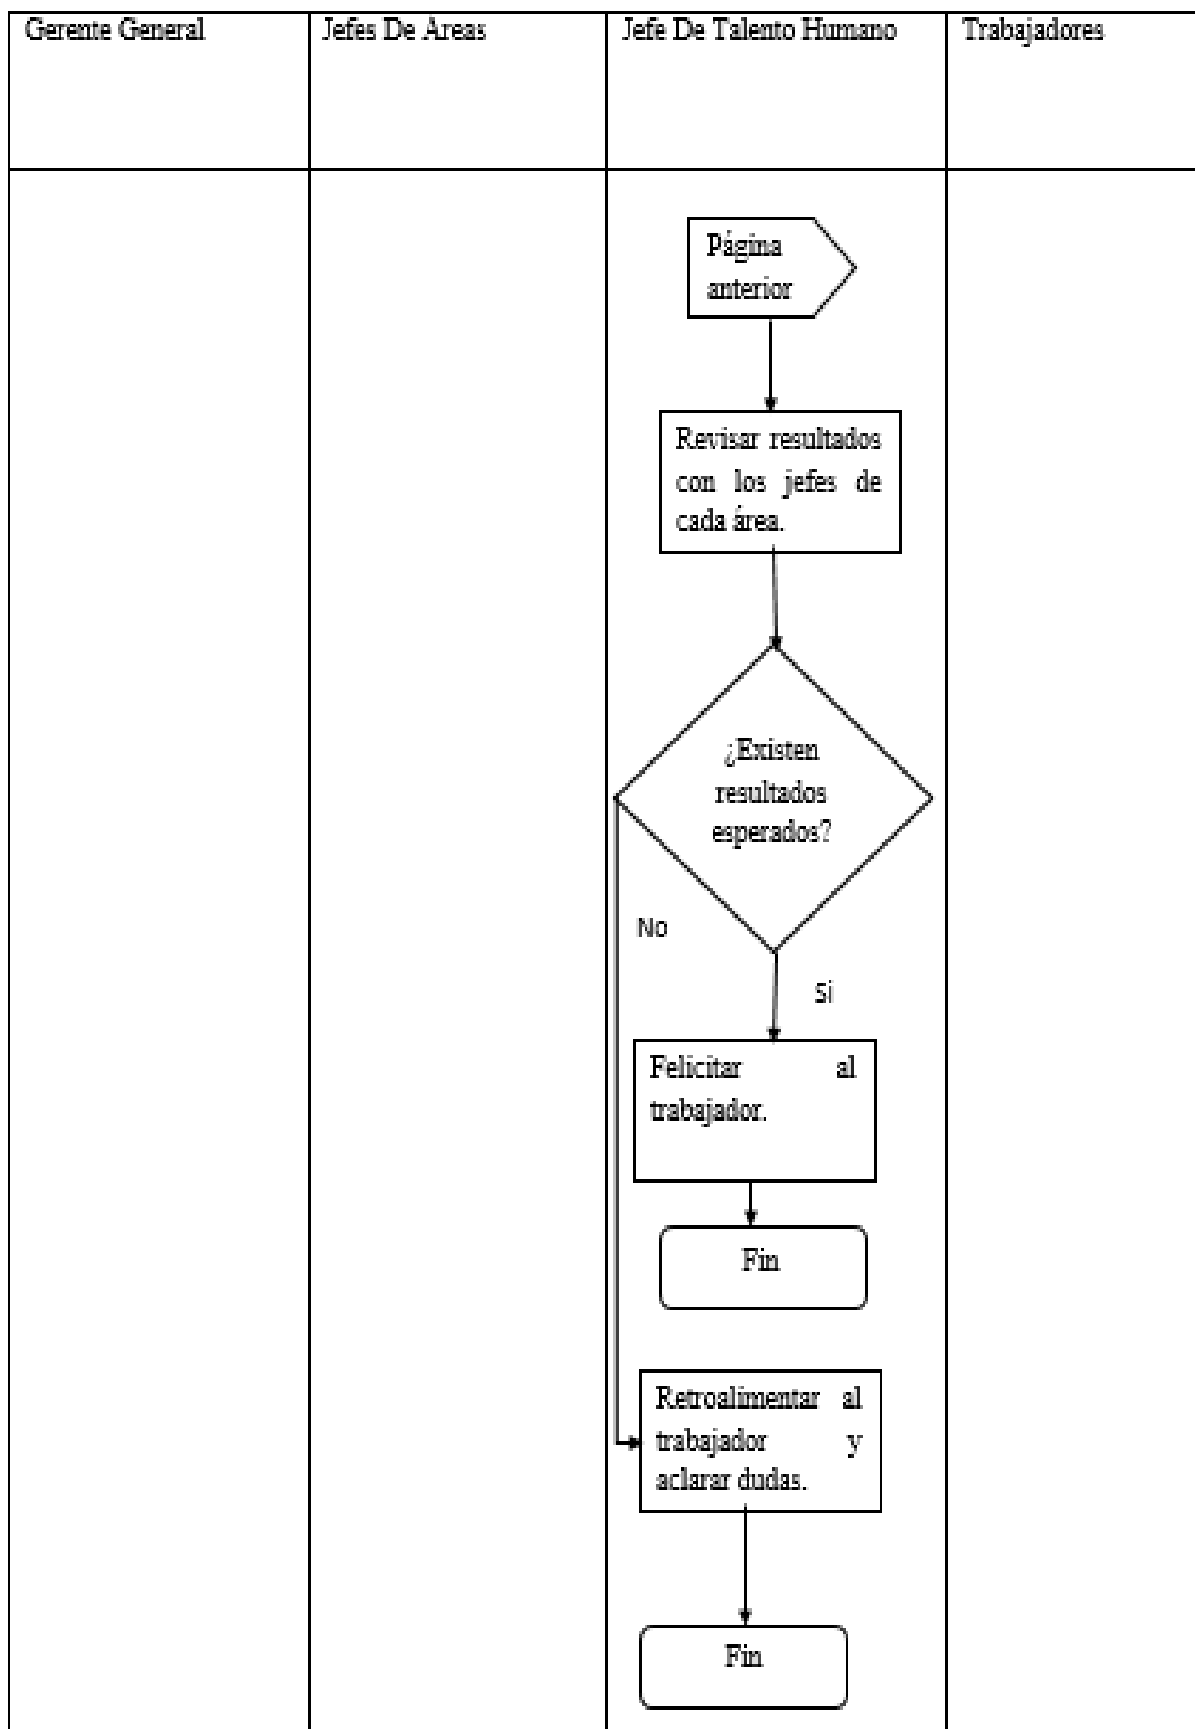 Gerente General
Jefes De Areas
Jefe De Talento Humano
Trabajadores
Página
anterior
Revisar resultados
con los jefes de
cada área.
¿Existen
resultados
esperados?
No
Si
Felicitar al
trabajador.
Fin
Retroalimentar al
trabajador y
aclarar dudas.
Fin